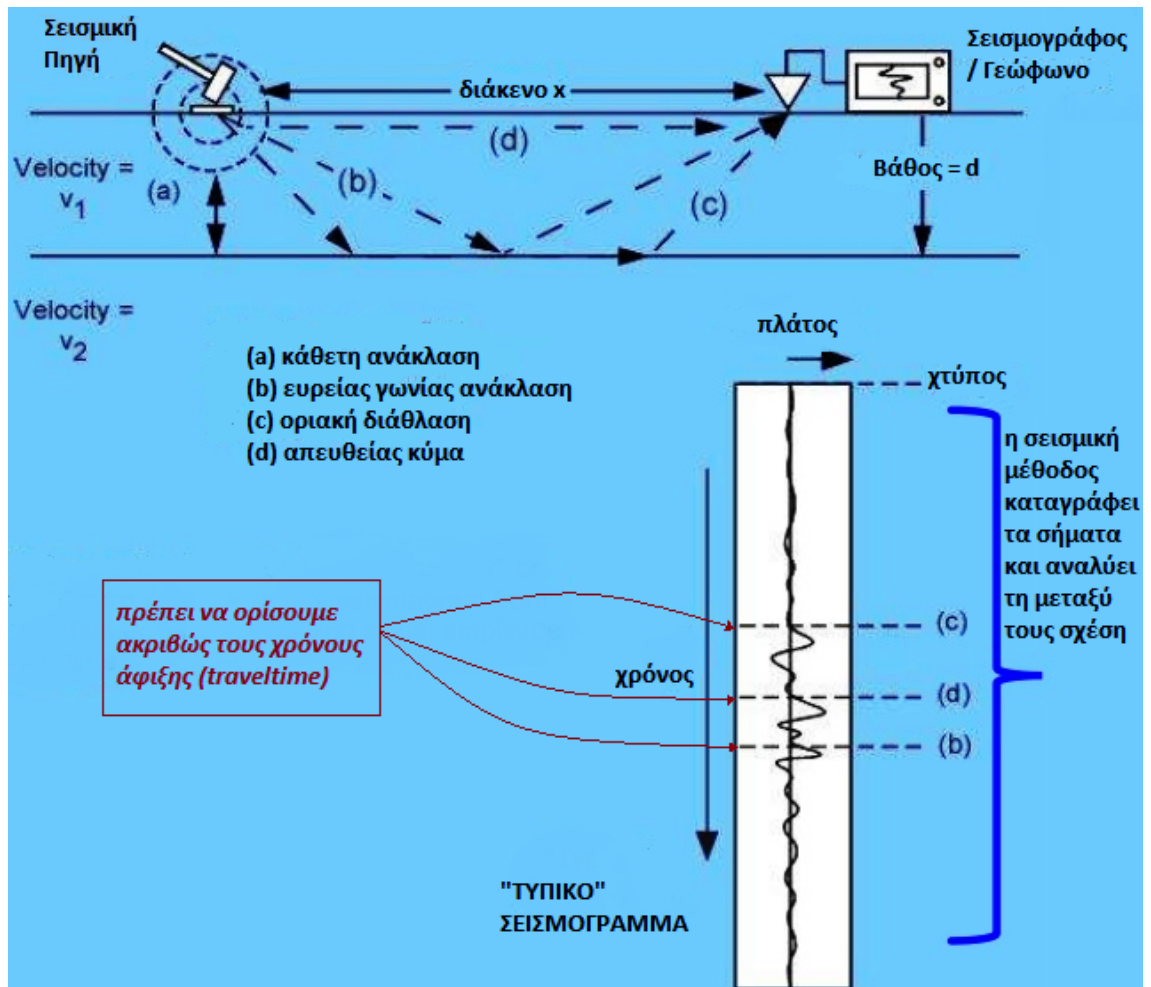 Σεισμική
Πηγή
Σεισμογράφος
/ Γεώφωνο
διάκενο x
(d)
Velocity =
v1
(a)
(b)
(c)
Βάθος = d
Velocity =
v2
(a) κάθετη ανάκλαση
(b) ευρείας γωνίας ανάκλαση
(c) οριακή διάθλαση
(d) απευθείας κύμα
πλάτος
χτύπος
η σεισμική
μέθοδος
καταγράφει
τα σήματα
και αναλύει
τη μεταξύ
τους σχέση
πρέπει να ορίσουμε
ακριβώς τους χρόνους
άφιξης (traveltime)
χρόνος
(c)
(d)
(b)
"ΤΥΠΙΚΟ"
ΣΕΙΣΜΟΓΡΑΜΜΑ